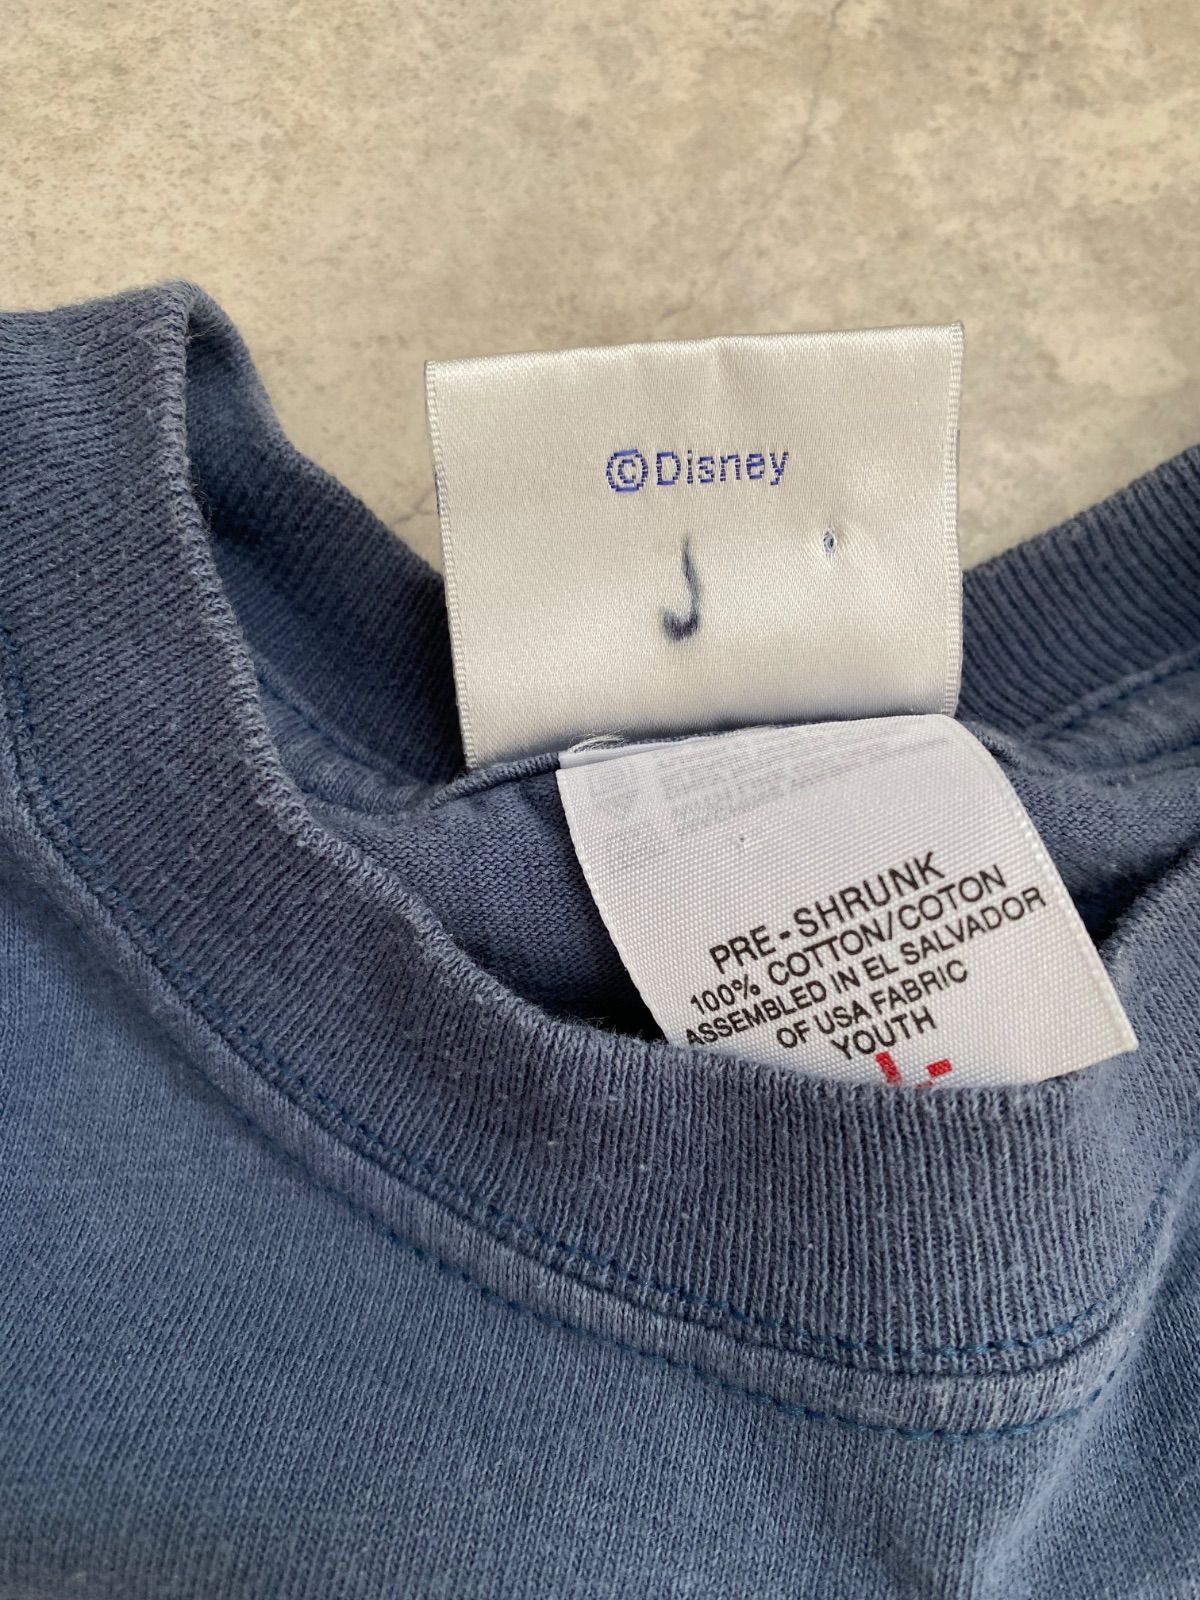 ©Disney
J
PRE-SHRUNK
100% COTTON/COTON
ASSEMBLED IN EL SALVADOR
OF USA FABRIC
YOUTH